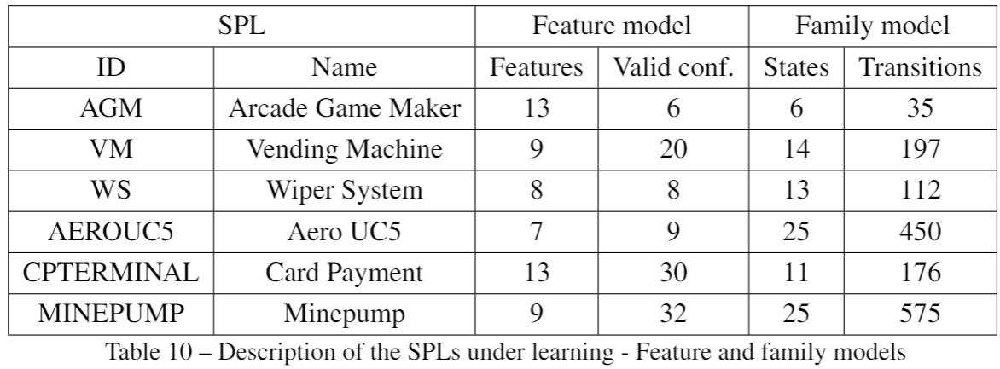 SPL Feature model Family model
ID Name Features Valid conf. States Transitions
AGM Arcade Game Maker 13 6 6 35
VM Vending Machine 9 20 14 197
WS Wiper System 8 8 13 112
AEROUC5 Aero UC5 7 9 25 450
CPTERMINAL Card Payment 13 30 11 176
MINEPUMP Minepump 9 32 25 575
Table 10 – Description of the SPLs under learning - Feature and family models